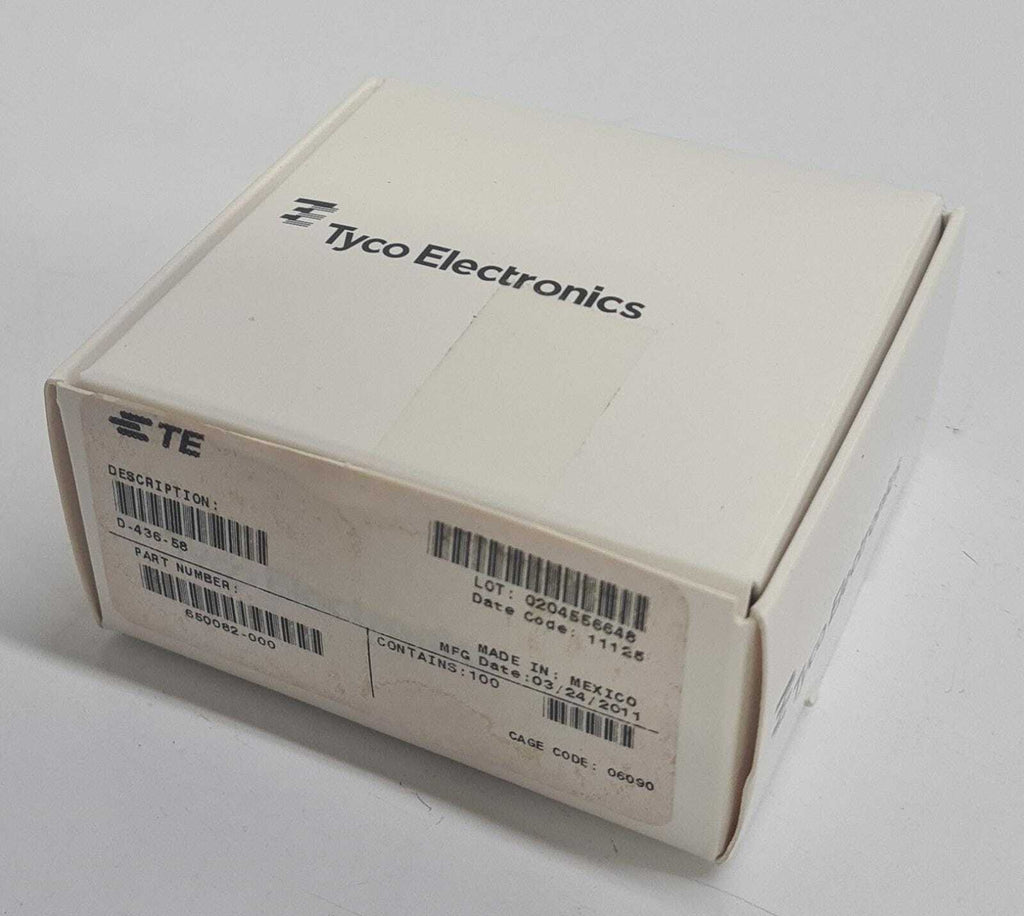 Tyco Electronics
TE
DESCRIPTION:
D-436-58
PART NUMBER:
650082-000
LOT: 0204556648
Date Code: 11125
MADE IN: MEXICO
MFG Date:03/24/2011
CONTAINS:100
CAGE CODE: 06090